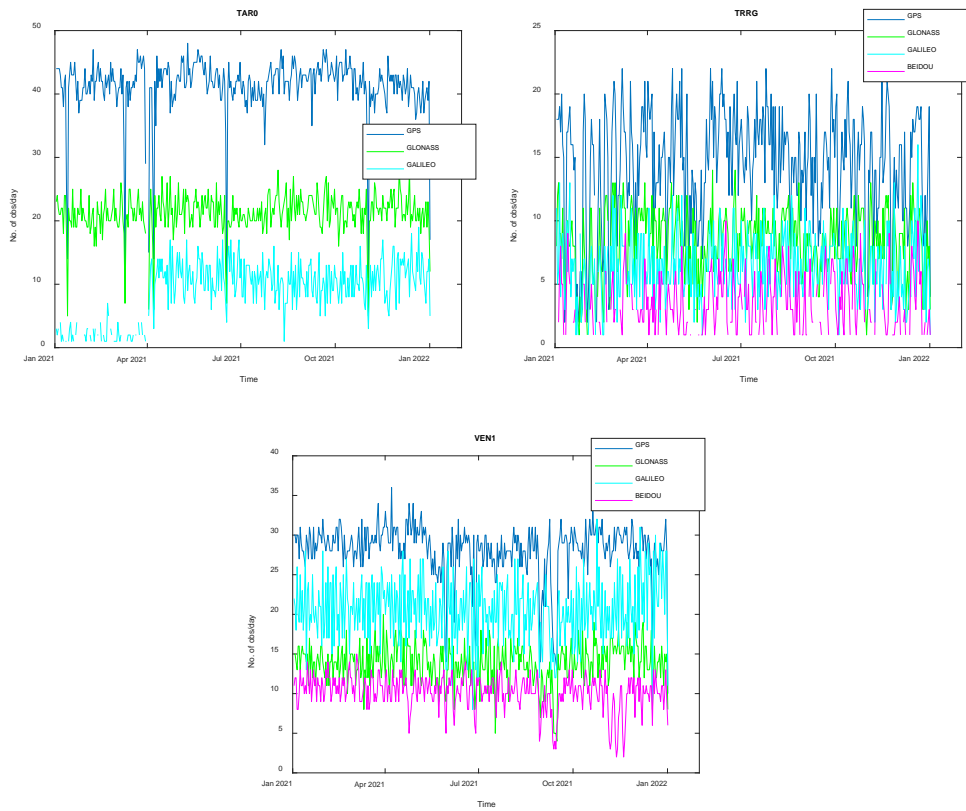 TAR0
50
40
30
20
10
0
No. of obs/day
GPS
GLONASS
GALILEO
Jan 2021
Apr 2021
Jul 2021
Oct 2021
Jan 2022
Time
TRRG
25
20
15
10
5
0
No. of obs/day
GPS
GLONASS
GALILEO
BEIDOU
Jan 2021
Apr 2021
Jul 2021
Oct 2021
Jan 2022
Time
VEN1
40
35
30
25
20
15
10
5
0
No. of obs/day
GPS
GLONASS
GALILEO
BEIDOU
Jan 2021
Apr 2021
Jul 2021
Oct 2021
Jan 2022
Time